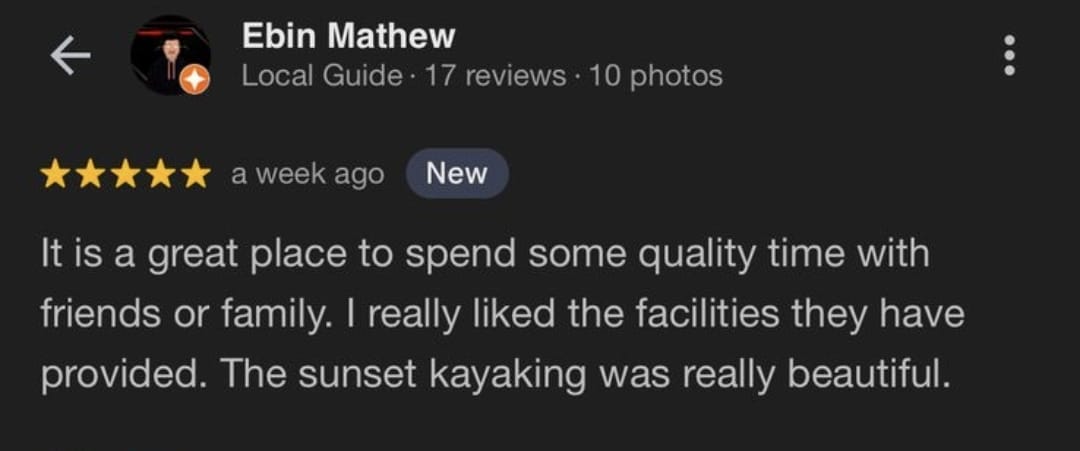 Ebin Mathew
Local Guide · 17 reviews · 10 photos
a week ago New
It is a great place to spend some quality time with
friends or family. I really liked the facilities they have
provided. The sunset kayaking was really beautiful.